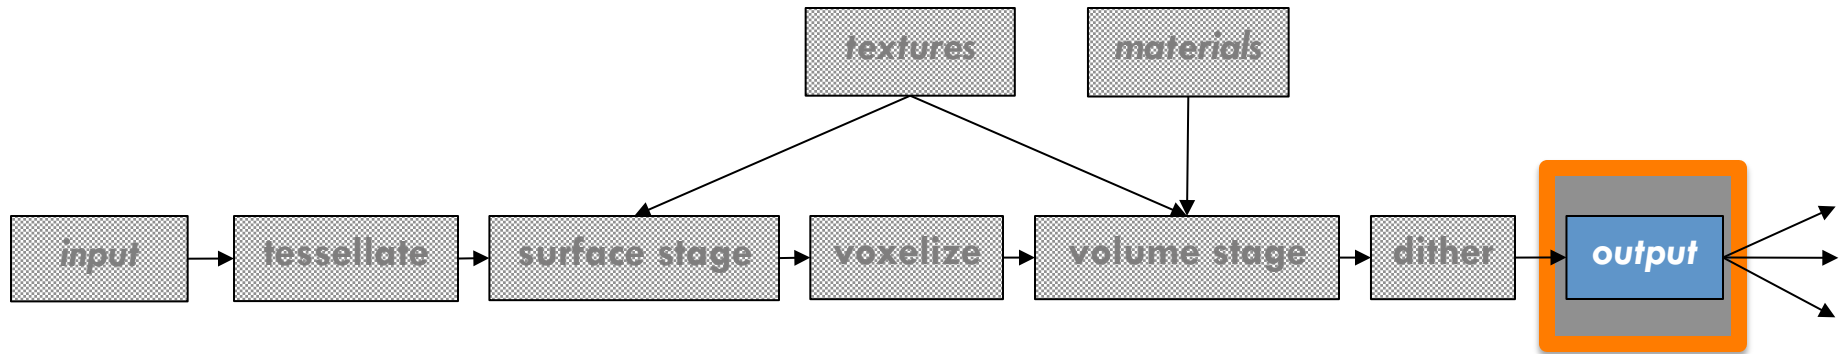 textures
materials
input
tessellate
surface stage
voxelize
volume stage
dither
output